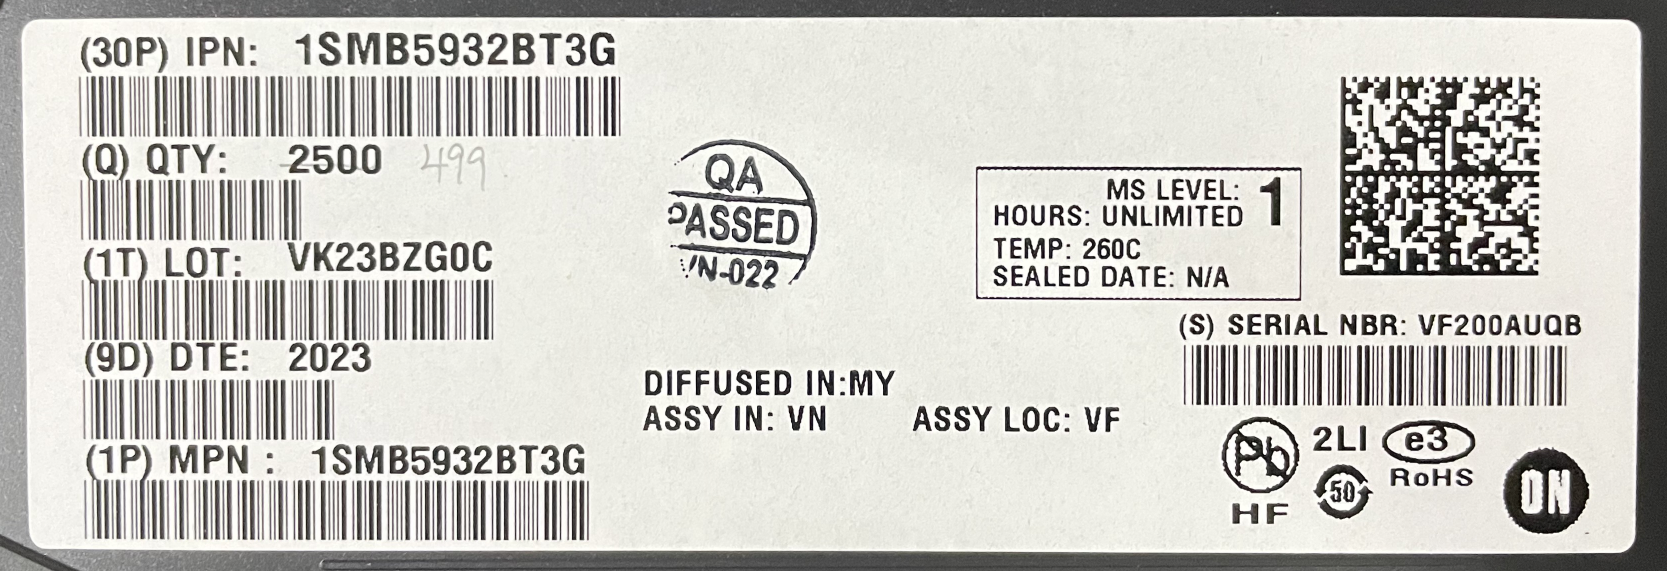 (30P) IPN: 1SMB5932BT3G
(Q) QTY: 2500 499
(1T) LOT: VK23BZG0C
(9D) DTE: 2023
(1P) MPN : 1SMB5932BT3G
QA
PASSED
VN-022
DIFFUSED IN:MY
ASSY IN: VN ASSY LOC: VF
MS LEVEL: 1
HOURS: UNLIMITED
TEMP: 260C
SEALED DATE: N/A
(S) SERIAL NBR: VF200AUQB
Pb
HF
2LI
50
e3
RoHS
ON